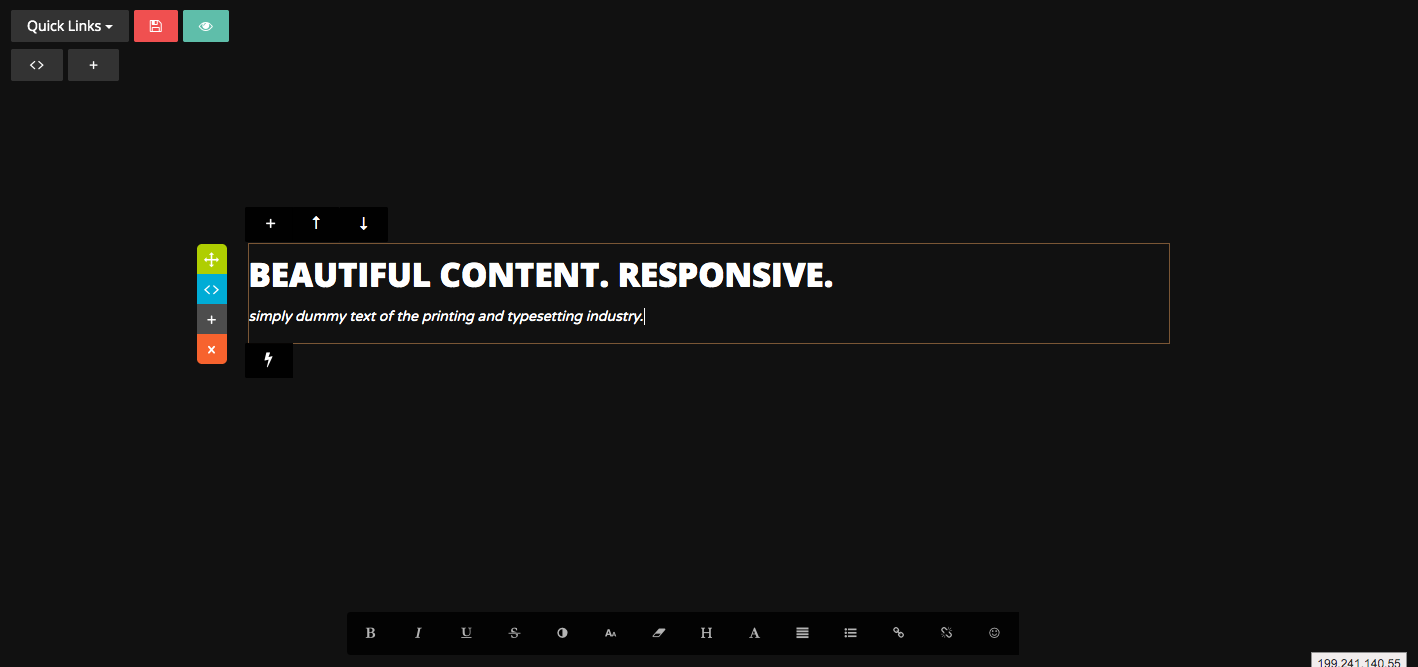 Quick Links
BEAUTIFUL CONTENT. RESPONSIVE.
simply dummy text of the printing and typesetting industry.
B I U S AA H A
199.241.140.55